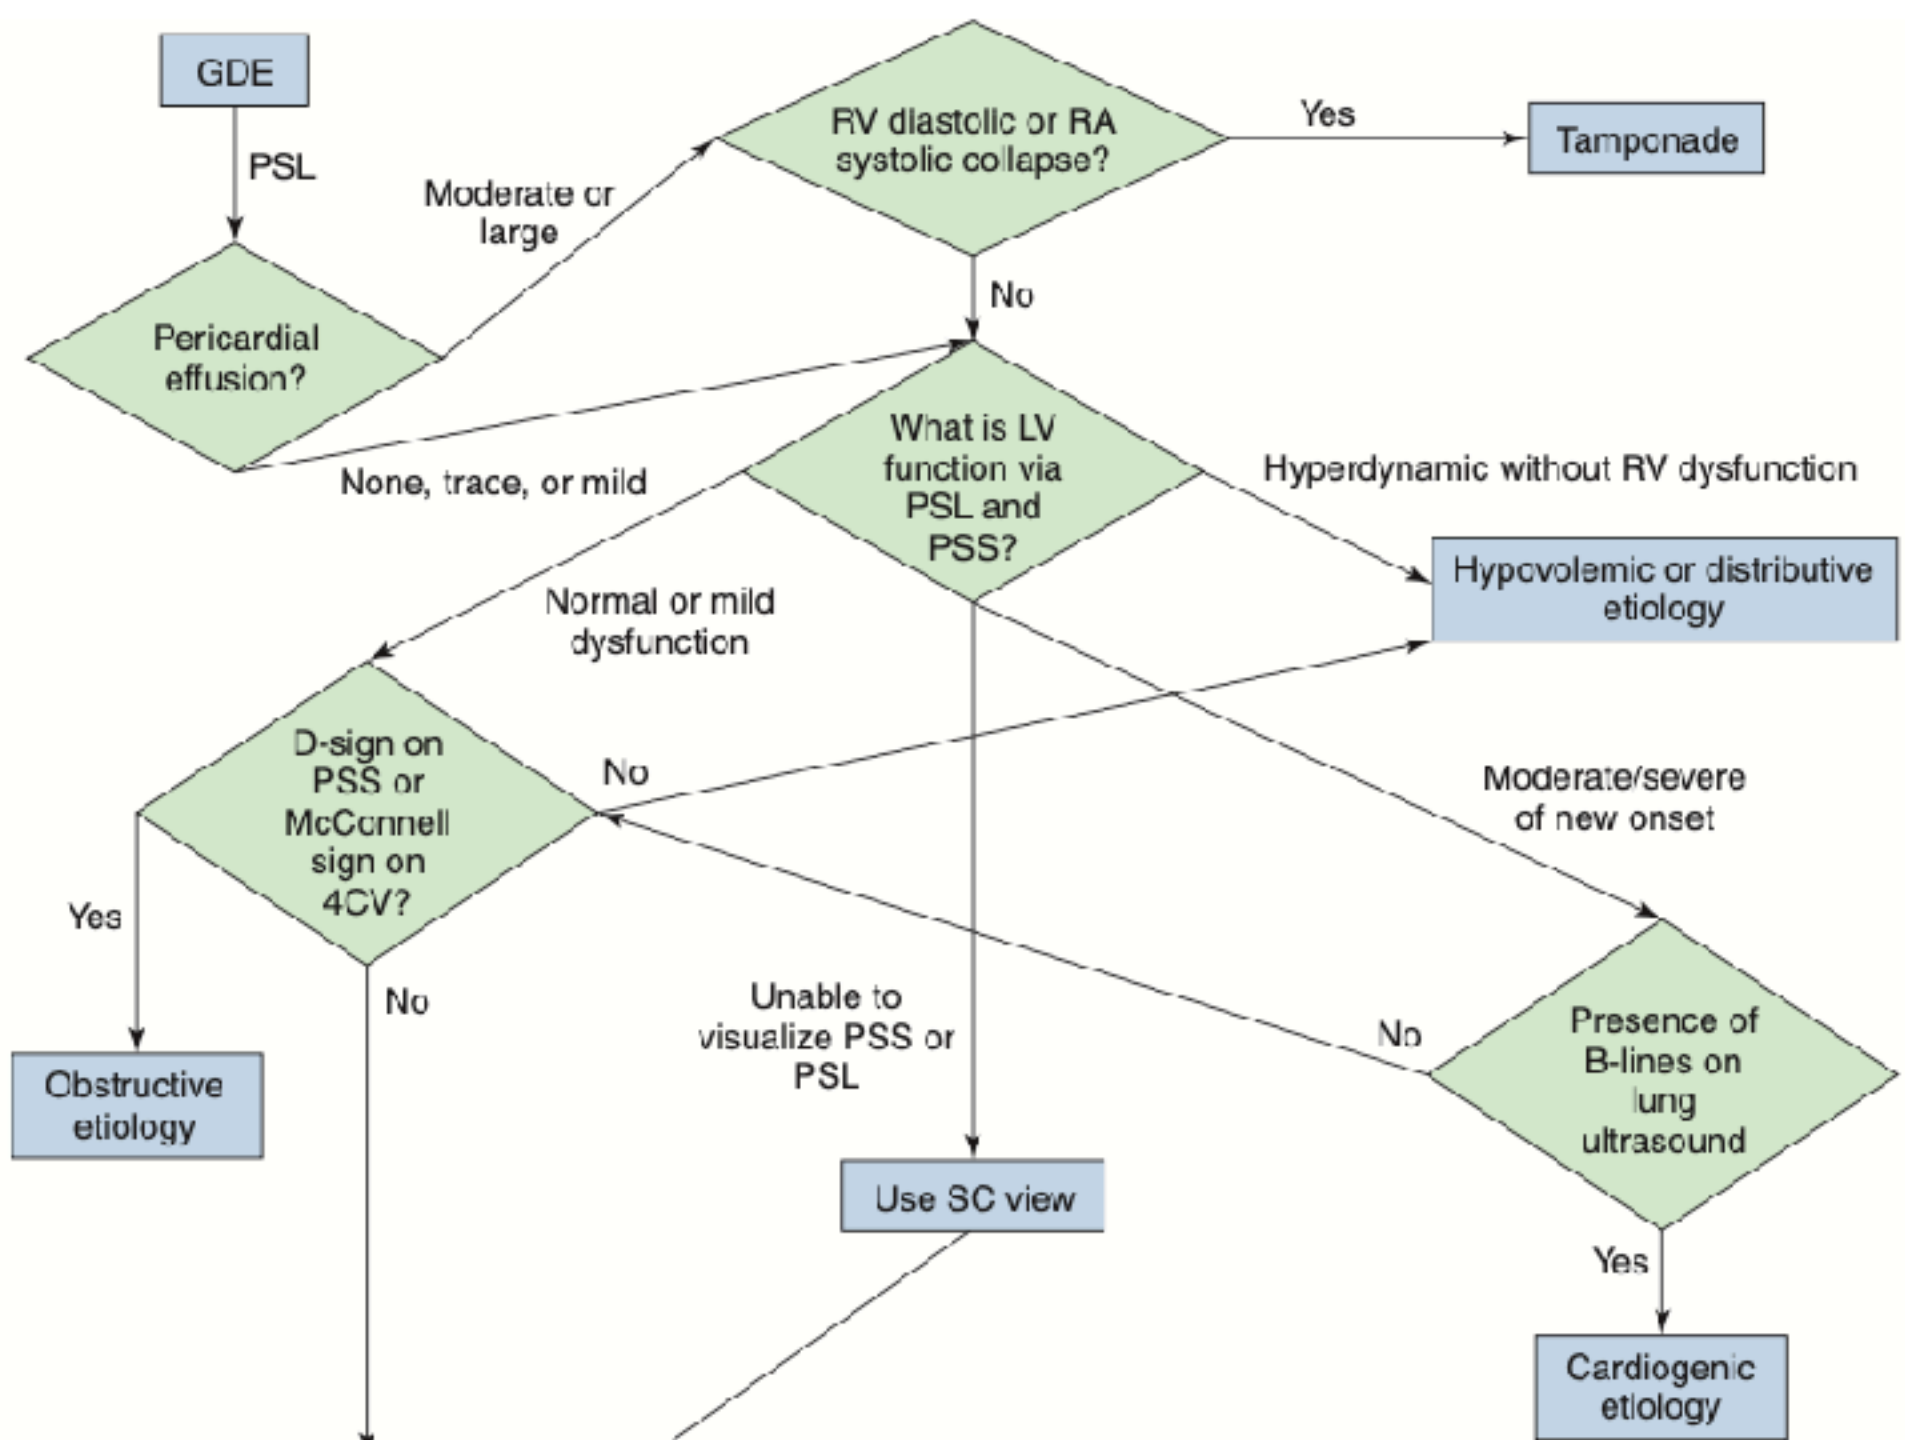 GDE
PSL
Pericardial
effusion?
Moderate or
large
None, trace, or mild
RV diastolic or RA
systolic collapse?
Yes
Tamponade
No
What is LV
function via
PSL and
PSS?
Hyperdynamic without RV dysfunction
Hypovolemic or distributive
etiology
Normal or mild
dysfunction
D-sign on
PSS or
McConnell
sign on
4CV?
No
Yes
Obstructive
etiology
No
Unable to
visualize PSS or
PSL
Use SC view
Moderate/severe
of new onset
Presence of
B-lines on
lung
ultrasound
No
Yes
Cardiogenic
etiology